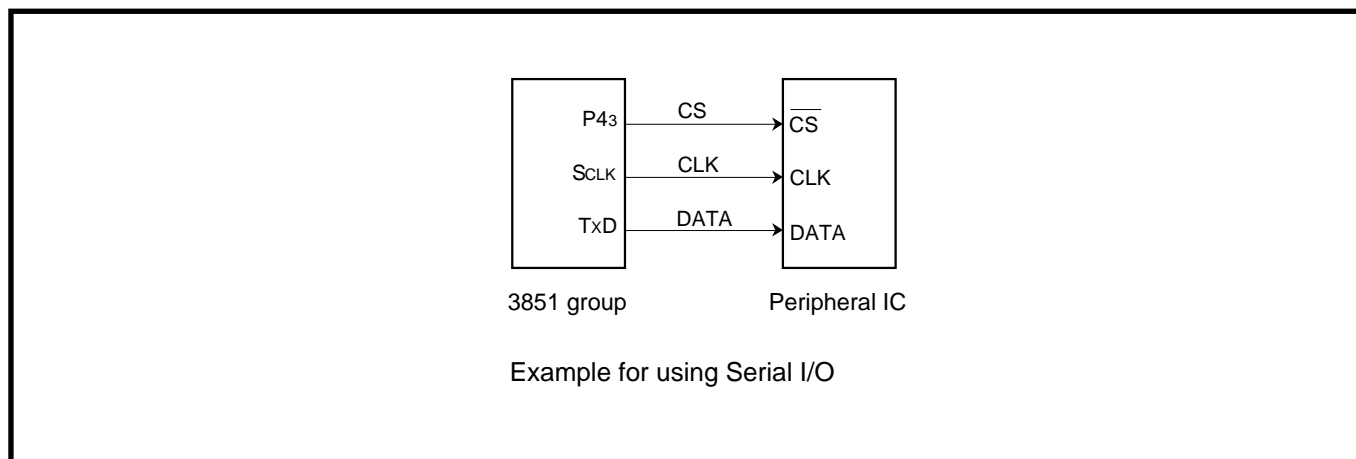 P43 CS CS
SCLK CLK CLK
TxD DATA DATA
3851 group Peripheral IC
Example for using Serial I/O